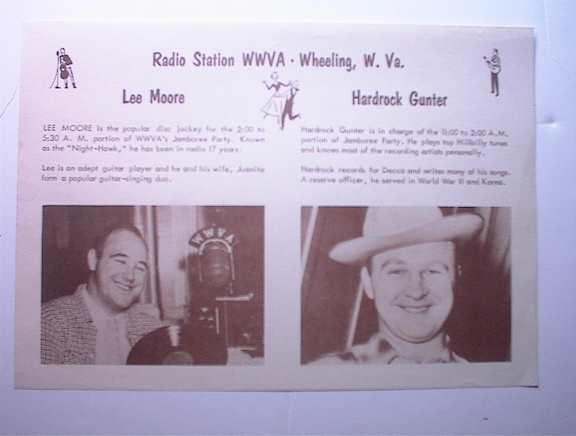 Radio Station WWVA · Wheeling, W. Va.
Lee Moore
LEE MOORE is the popular disc jockey for the 2:00 to
5:30 A. M. portion of WWVA's Jamboree Party. Known
as the "Night-Hawk," he has been in radio 17 years.
Lee is an adept guitar player and he and his wife, Juanita
form a popular guitar-singing duo.
Hardrock Gunter
Hardrock Gunter is in charge of the 11:00 to 2:00 A.M.
portion of Jamboree Party. He plays top Hillbilly tunes
and knows most of the recording artists personally.
Hardrock records for Decca and writes many of his songs.
A reserve officer, he served in World War II and Korea.
WWVA